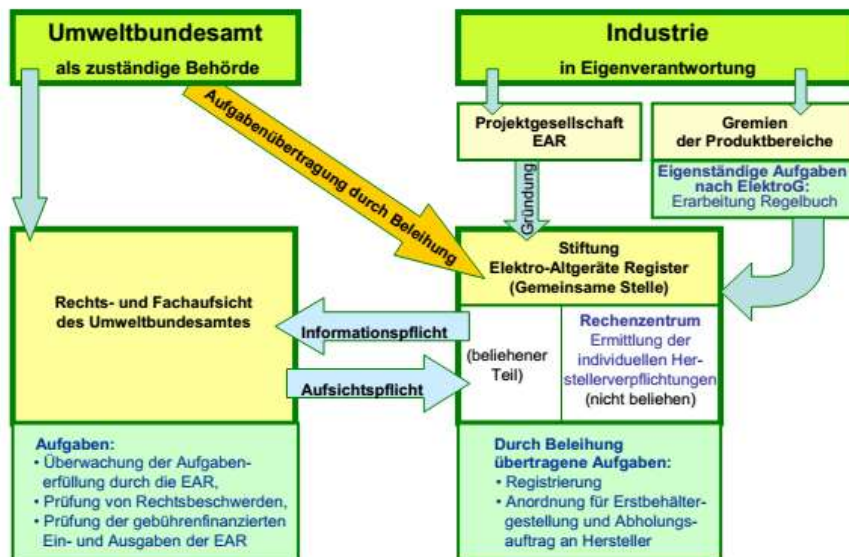 Umweltbundesamt
als zuständige Behörde
Industrie
in Eigenverantwortung
Aufgabenübertragung durch Beleihung
Projektgesellschaft
EAR
Gremien
der Produktbereiche
Eigenständige Aufgaben
nach ElektroG:
Erarbeitung Regelbuch
Gründung
Rechts- und Fachaufsicht
des Umweltbundesamtes
Stiftung
Elektro-Altgeräte Register
(Gemeinsame Stelle)
Informationspflicht
Aufsichtspflicht
(beliehener
Teil)
Rechenzentrum
Ermittlung der
individuellen Her-
stellerverpflichtungen
(nicht beliehen)
Aufgaben:
• Überwachung der Aufgaben-
erfüllung durch die EAR,
• Prüfung von Rechtsbeschwerden,
• Prüfung der gebührenfinanzierten
Ein- und Ausgaben der EAR
Durch Beleihung
übertragene Aufgaben:
• Registrierung
• Anordnung für Erstbehälter-
gestellung und Abholungs-
auftrag an Hersteller